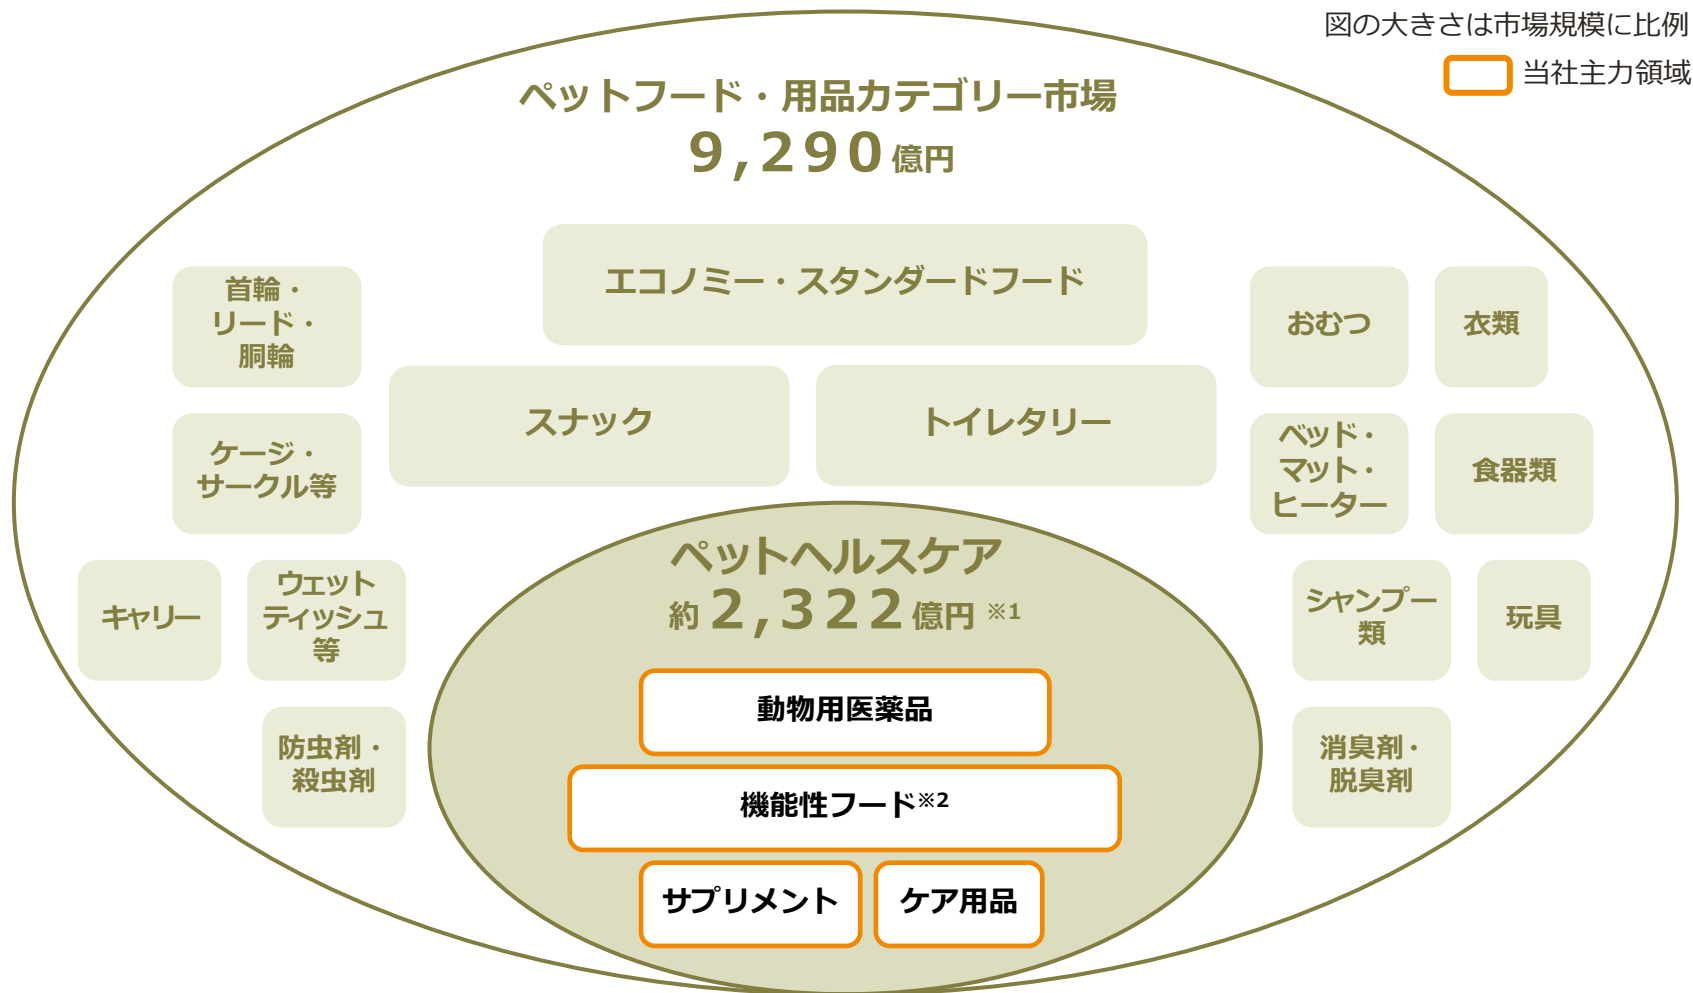 図の大きさは市場規模に比例
当社主力領域
ペットフード・用品カテゴリー市場
9,290億円
エコノミー・スタンダードフード
スナック
トイレタリー
首輪・
リード・
胴輪
ケージ・
サークル等
キャリー
ウェット
ティッシュ
等
防虫剤・
殺虫剤
おむつ
衣類
ベッド・
マット・
ヒーター
食器類
シャンプー
類
玩具
消臭剤・
脱臭剤
ペットヘルスケア
約2,322億円 ※1
動物用医薬品
機能性フード※2
サプリメント
ケア用品